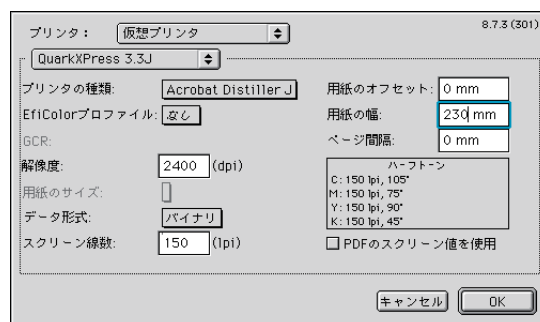 プリンタ： 仮想プリンタ 8.7.3 (301)
QuarkXPress 3.3J
プリンタの種類: Acrobat Distiller J
EfiColorプロファイル: なし
GCR:
解像度: 2400 (dpi)
用紙のサイズ:
データ形式: バイナリ
スクリーン線数: 150 (lpi)
用紙のオフセット: 0 mm
用紙の幅: 230 mm
ページ間隔: 0 mm
ハーフトーン
C: 150 lpi, 105°
M: 150 lpi, 75°
Y: 150 lpi, 90°
K: 150 lpi, 45°
PDFのスクリーン値を使用
キャンセル OK